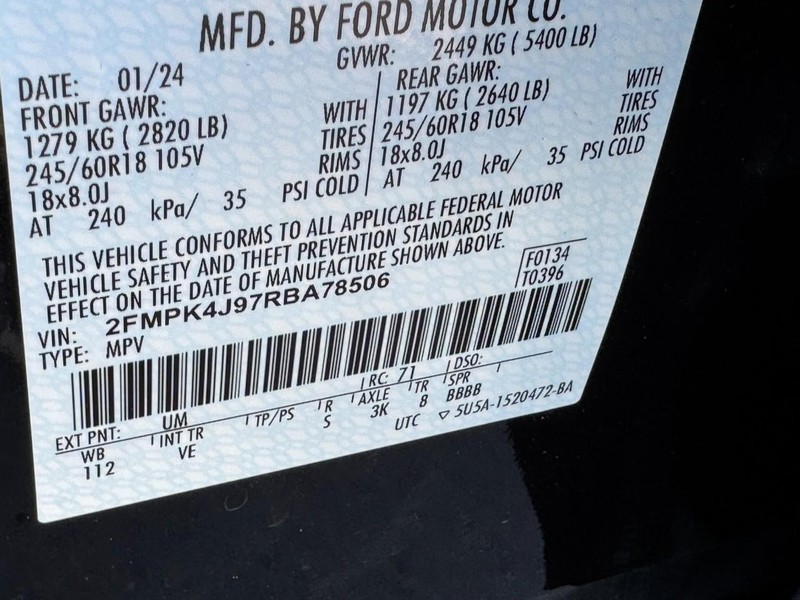 MFD. BY FORD MOTOR CO.
DATE: 01/24 GVWR: 2449 KG ( 5400 LB)
FRONT GAWR: REAR GAWR:
1279 KG ( 2820 LB) WITH 1197 KG ( 2640 LB) WITH
245/60R18 105V TIRES 245/60R18 105V TIRES
18x8.0J RIMS 18x8.0J RIMS
AT 240 kPa/ 35 PSI COLD AT 240 kPa/ 35 PSI COLD
THIS VEHICLE CONFORMS TO ALL APPLICABLE FEDERAL MOTOR
VEHICLE SAFETY AND THEFT PREVENTION STANDARDS IN
EFFECT ON THE DATE OF MANUFACTURE SHOWN ABOVE.
VIN: 2FMPK4J97RBA78506 F0134
TYPE: MPV T0396
EXT PNT: UM RC: 71 DSO:
WB INT TR TP/PS R AXLE TR SPR
112 VE S 3K 8 BBBB
UTC ▽ 5U5A-1520472-BA